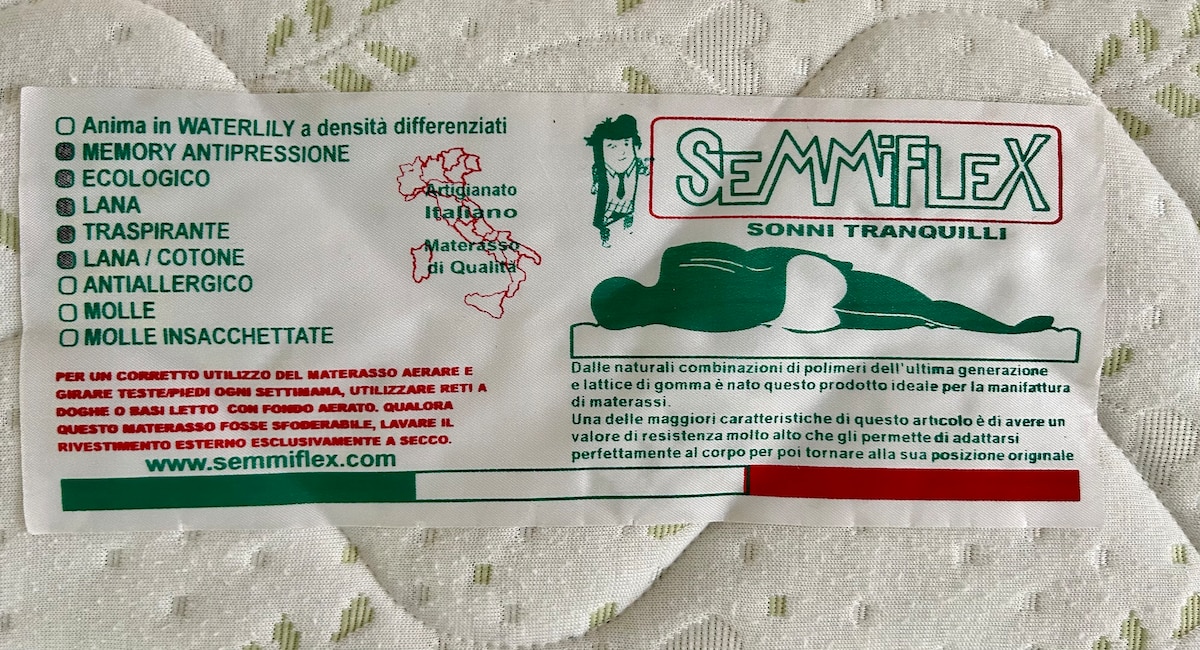 Anima in WATERLILY a densità differenziati
MEMORY ANTIPRESSIONE
ECOLOGICO
LANA
TRASPIRANTE
LANA / COTONE
ANTIALLERGICO
MOLLE
MOLLE INSACCHETTATE
Artigianato
Italiano
Materasso
di Qualità
PER UN CORRETTO UTILIZZO DEL MATERASSO AERARE E
GIRARE TESTE/PIEDI OGNI SETTIMANA, UTILIZZARE RETI A
DOGHE O BASI LETTO CON FONDO AERATO. QUALORA
QUESTO MATERASSO FOSSE SFODERABILE, LAVARE IL
RIVESTIMENTO ESTERNO ESCLUSIVAMENTE A SECCO.
www.semmiflex.com
SEMMiFLEX
SONNI TRANQUILLI
Dalle naturali combinazioni di polimeri dell'ultima generazione
e lattice di gomma è nato questo prodotto ideale per la manifattura
di materassi.
Una delle maggiori caratteristiche di questo articolo è di avere un
valore di resistenza molto alto che gli permette di adattarsi
perfettamente al corpo per poi tornare alla sua posizione originale